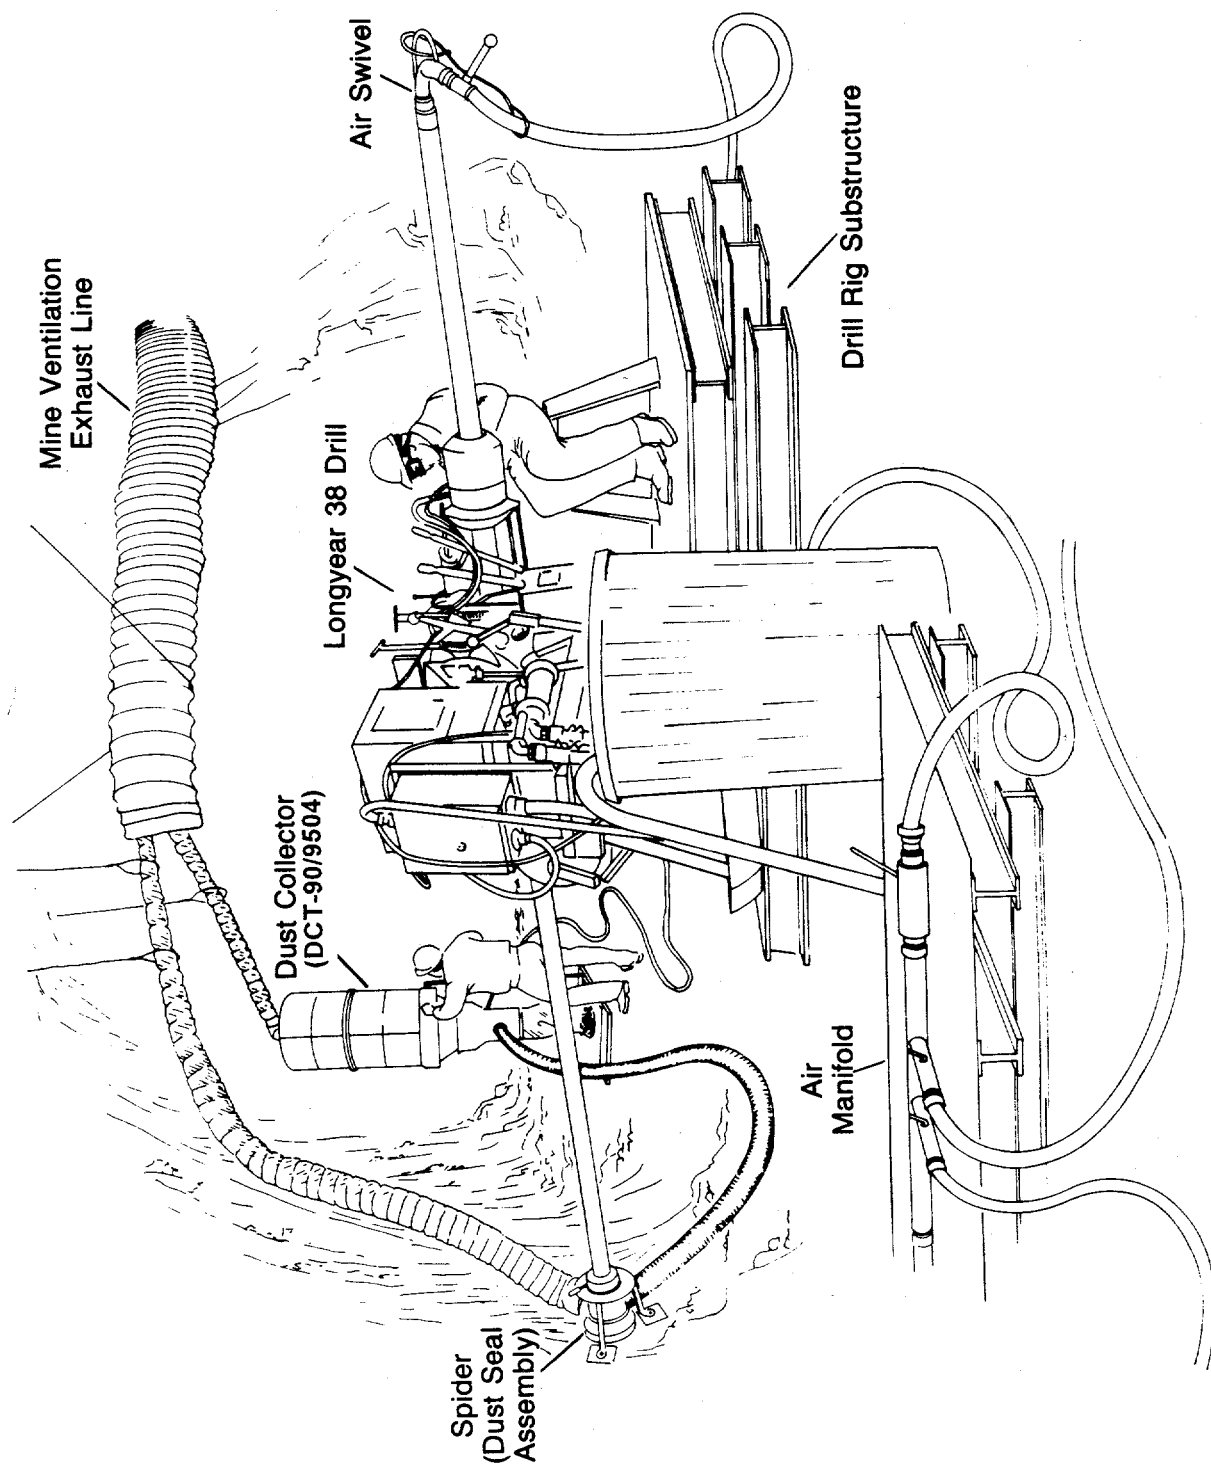 Spider
(Dust Seal
Assembly)
Dust Collector
(DCT-90/9504)
Mine Ventilation
Exhaust Line
Longyear 38 Drill
Air Swivel
Air
Manifold
Drill Rig Substructure